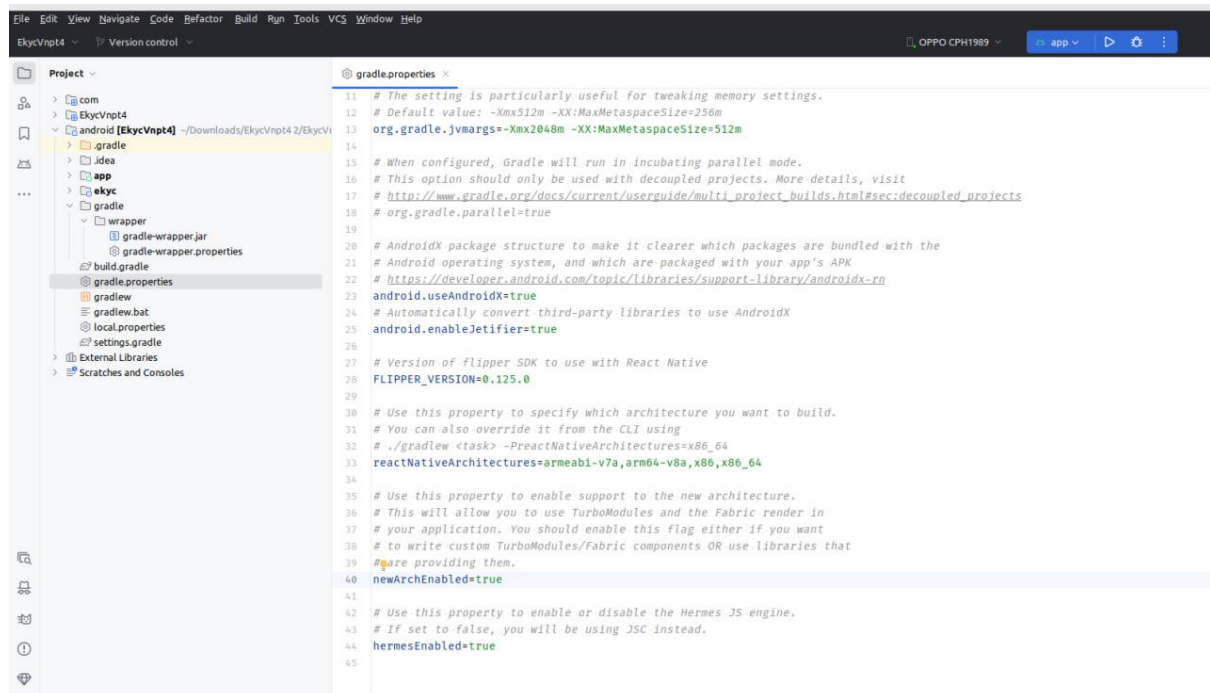 File Edit View Navigate Code Refactor Build Run Tools VCS Window Help
EkycVnpt4 Version control OPPO CPH1989 app
Project
com
EkycVnpt4
android [EkycVnpt4] ~/Downloads/EkycVnpt4 2/EkycVn
.gradle
.idea
app
ekyc
gradle
wrapper
gradle-wrapper.jar
gradle-wrapper.properties
build.gradle
gradle.properties
gradlew
gradlew.bat
local.properties
settings.gradle
External Libraries
Scratches and Consoles
gradle.properties
11 # The setting is particularly useful for tweaking memory settings.
12 # Default value: -Xmx512m -XX:MaxMetaspaceSize=256m
13 org.gradle.jvmargs=-Xmx2048m -XX:MaxMetaspaceSize=512m
14
15 # When configured, Gradle will run in incubating parallel mode.
16 # This option should only be used with decoupled projects. More details, visit
17 # http://www.gradle.org/docs/current/userguide/multi_project_builds.html#sec:decoupled_projects
18 # org.gradle.parallel=true
19
20 # AndroidX package structure to make it clearer which packages are bundled with the
21 # Android operating system, and which are packaged with your app's APK
22 # https://developer.android.com/topic/libraries/support-library/androidx-rn
23 android.useAndroidX=true
24 # Automatically convert third-party libraries to use AndroidX
25 android.enableJetifier=true
26
27 # Version of flipper SDK to use with React Native
28 FLIPPER_VERSION=0.125.0
29
30 # Use this property to specify which architecture you want to build.
31 # You can also override it from the CLI using
32 # ./gradlew <task> -PreactNativeArchitectures=x86_64
33 reactNativeArchitectures=armeabi-v7a,arm64-v8a,x86,x86_64
34
35 # Use this property to enable support to the new architecture.
36 # This will allow you to use TurboModules and the Fabric render in
37 # your application. You should enable this flag either if you want
38 # to write custom TurboModules/Fabric components OR use libraries that
39 # are providing them.
40 newArchEnabled=true
41
42 # Use this property to enable or disable the Hermes JS engine.
43 # If set to false, you will be using JSC instead.
44 hermesEnabled=true
45